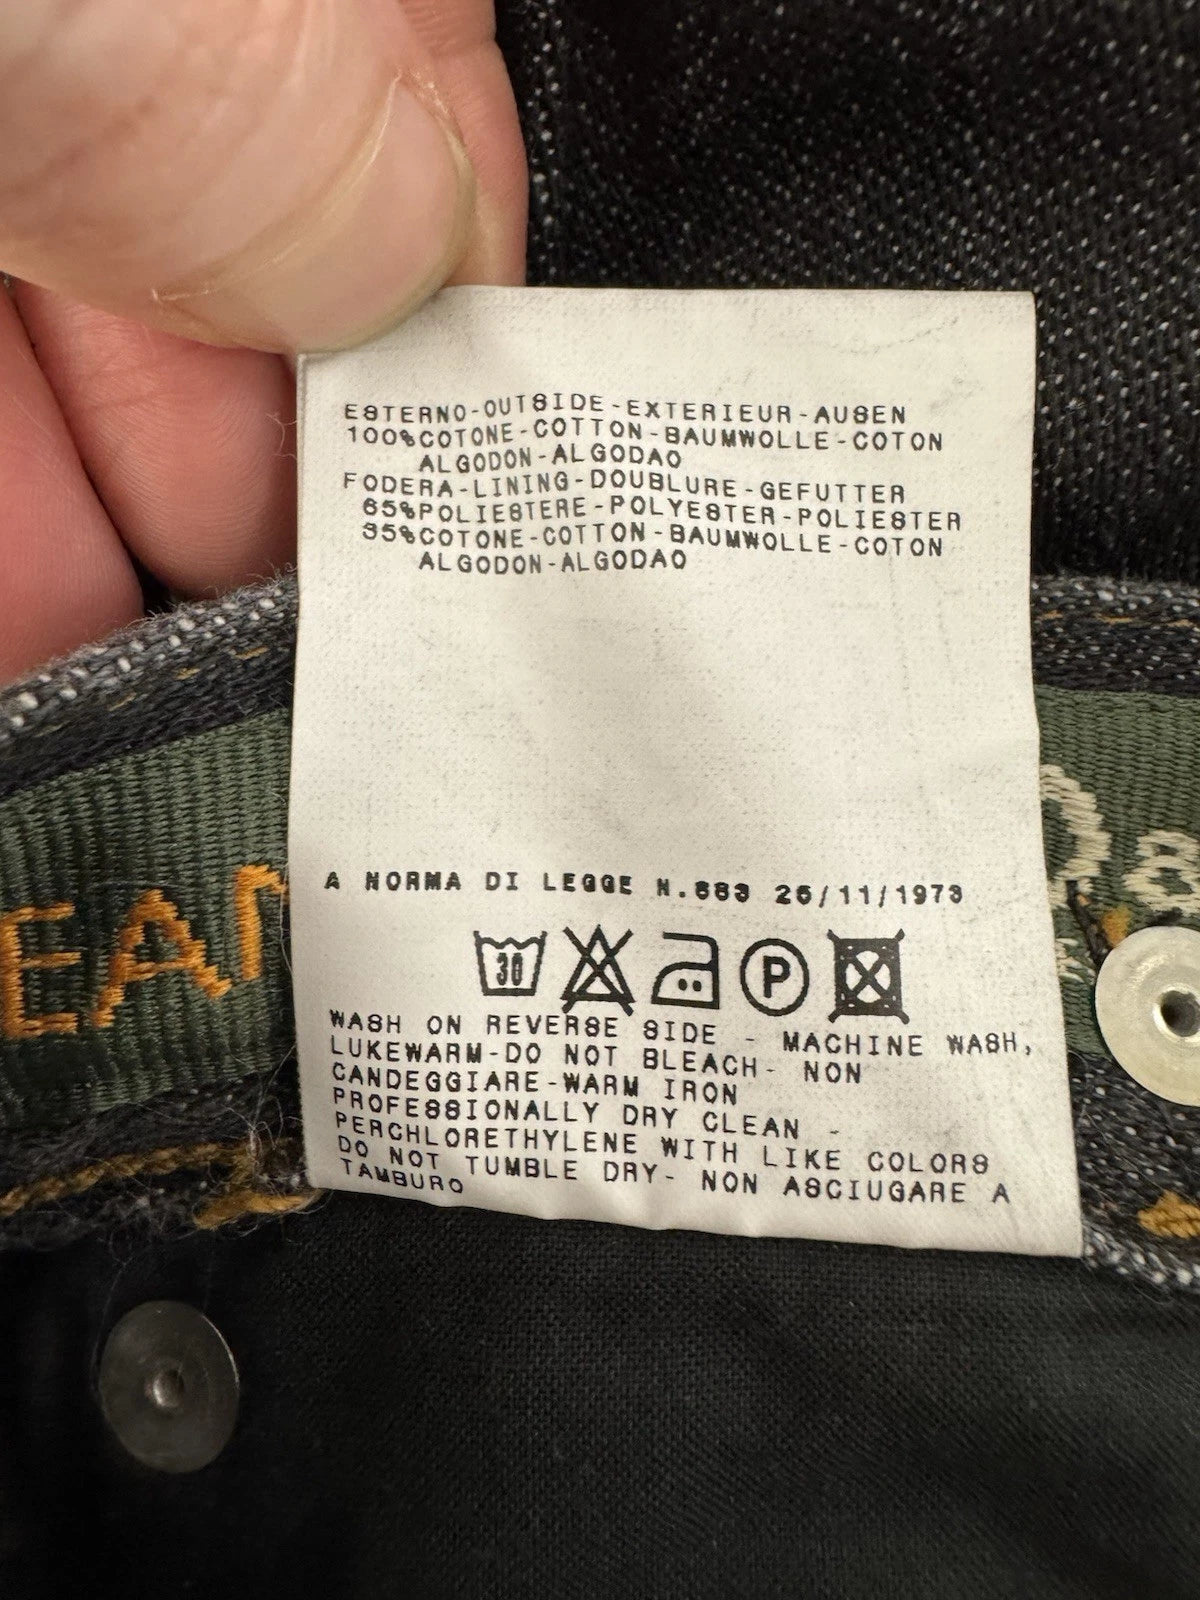 ESTERNO-OUTSIDE-EXTERIEUR-AUSEN
100%COTONE-COTTON-BAUMWOLLE-COTON
ALGODON-ALGODAO
FODERA-LINING-DOUBLURE-GEFUTTER
65%POLIESTERE-POLYESTER-POLIESTER
35%COTONE-COTTON-BAUMWOLLE-COTON
ALGODON-ALGODAO
A NORMA DI LEGGE N.883 26/11/1973
30 P
WASH ON REVERSE SIDE - MACHINE WASH,
LUKEWARM-DO NOT BLEACH- NON
CANDEGGIARE-WARM IRON
PROFESSIONALLY DRY CLEAN -
PERCHLORETHYLENE WITH LIKE COLORS
DO NOT TUMBLE DRY- NON ASCIUGARE A
TAMBURO
EAN